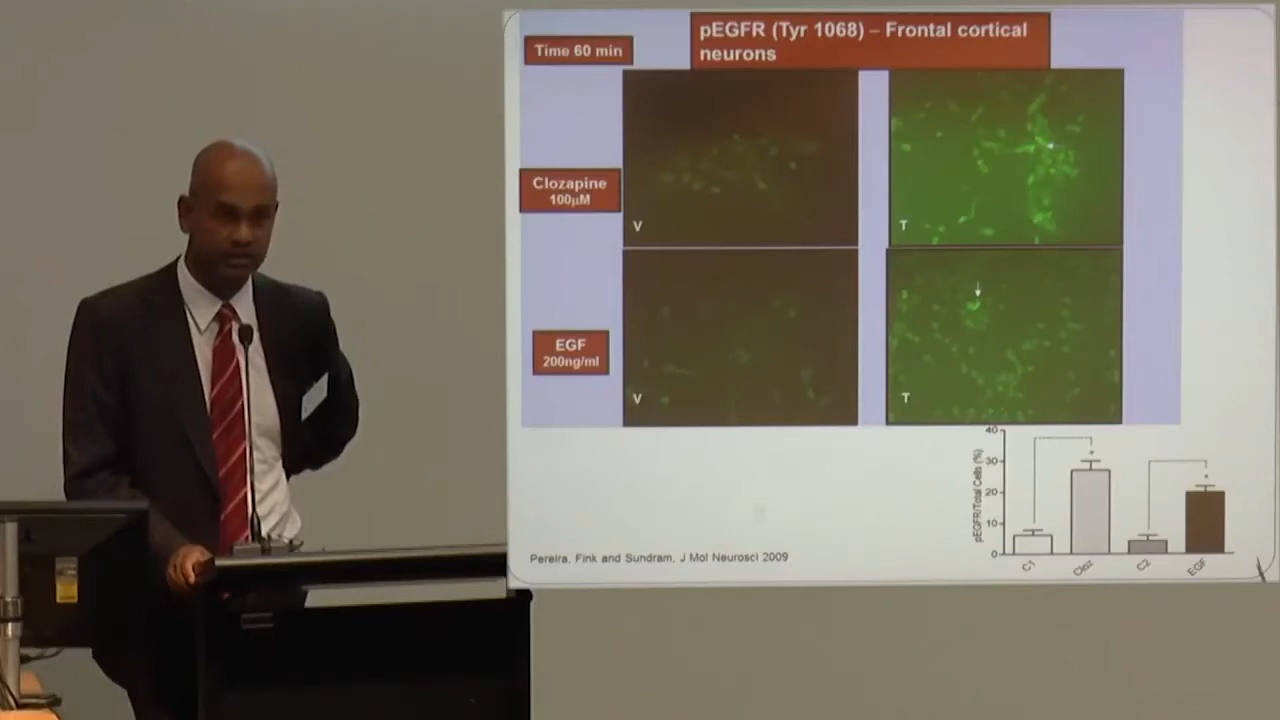 pEGFR (Tyr 1068) – Frontal cortical
neurons
Time 60 min
Clozapine
100µM
V
T
EGF
200ng/ml
V
T
pEGFR/Total Cells (%)
40
30
20
10
0
*
*
C1
Cloz
C2
EGF
Pereira, Fink and Sundram, J Mol Neurosci 2009